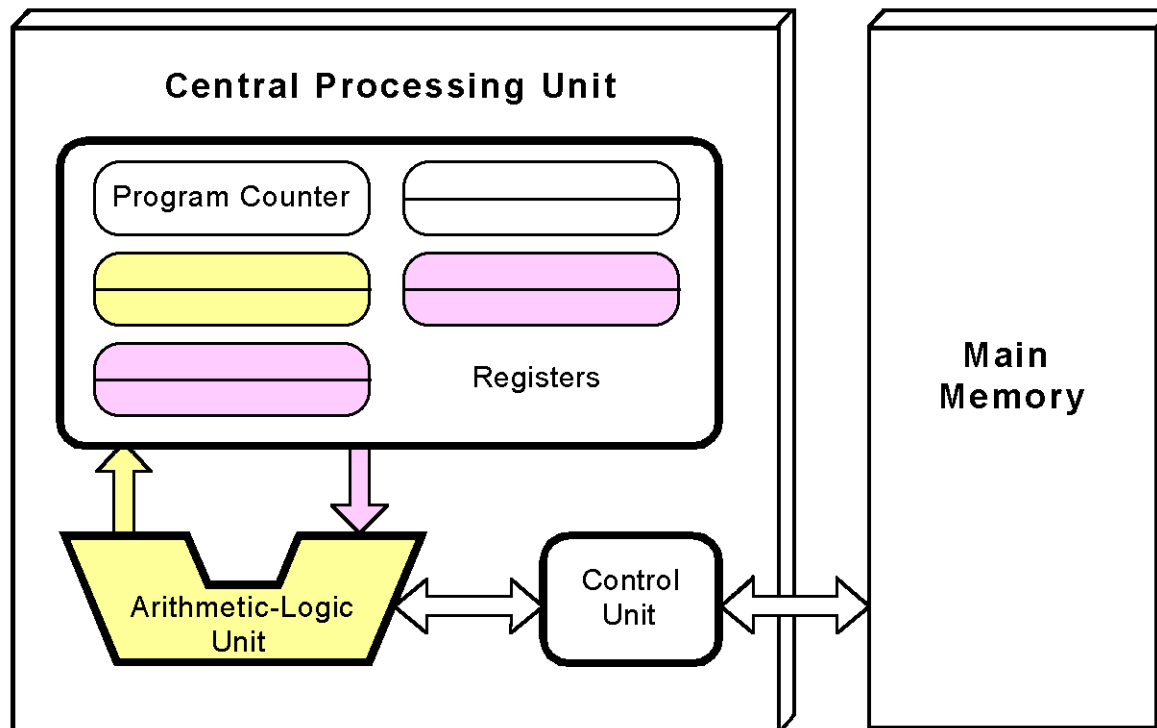 Central Processing Unit
Program Counter
Registers
Main
Memory
Arithmetic-Logic
Unit
Control
Unit